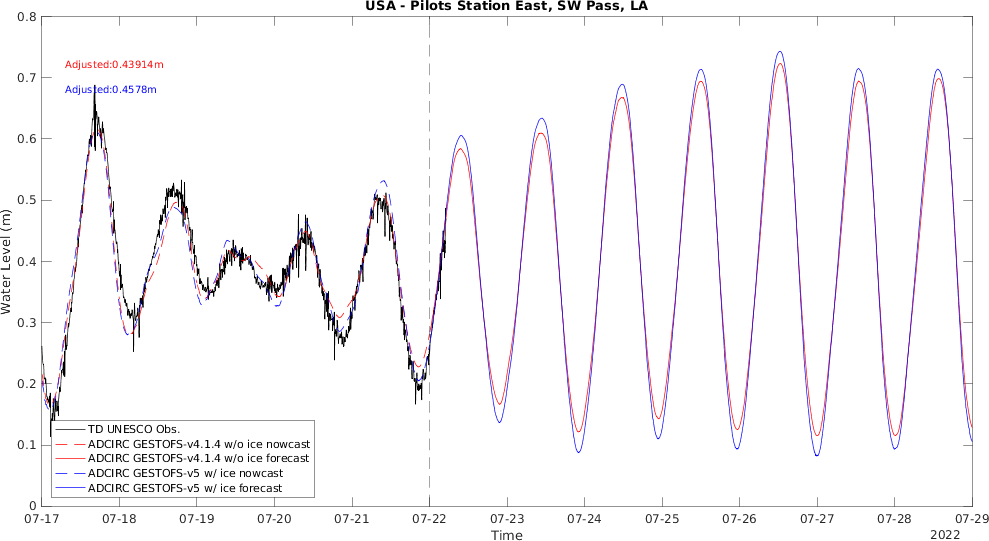 USA - Pilots Station East, SW Pass, LA
0.8
0.7
0.6
0.5
0.4
0.3
0.2
0.1
0
Water Level (m)
Adjusted:0.43914m
Adjusted:0.4578m
TD UNESCO Obs.
ADCIRC GESTOFS-v4.1.4 w/o ice nowcast
ADCIRC GESTOFS-v4.1.4 w/o ice forecast
ADCIRC GESTOFS-v5 w/ ice nowcast
ADCIRC GESTOFS-v5 w/ ice forecast
07-17 07-18 07-19 07-20 07-21 07-22 07-23 07-24 07-25 07-26 07-27 07-28 07-29
Time
2022